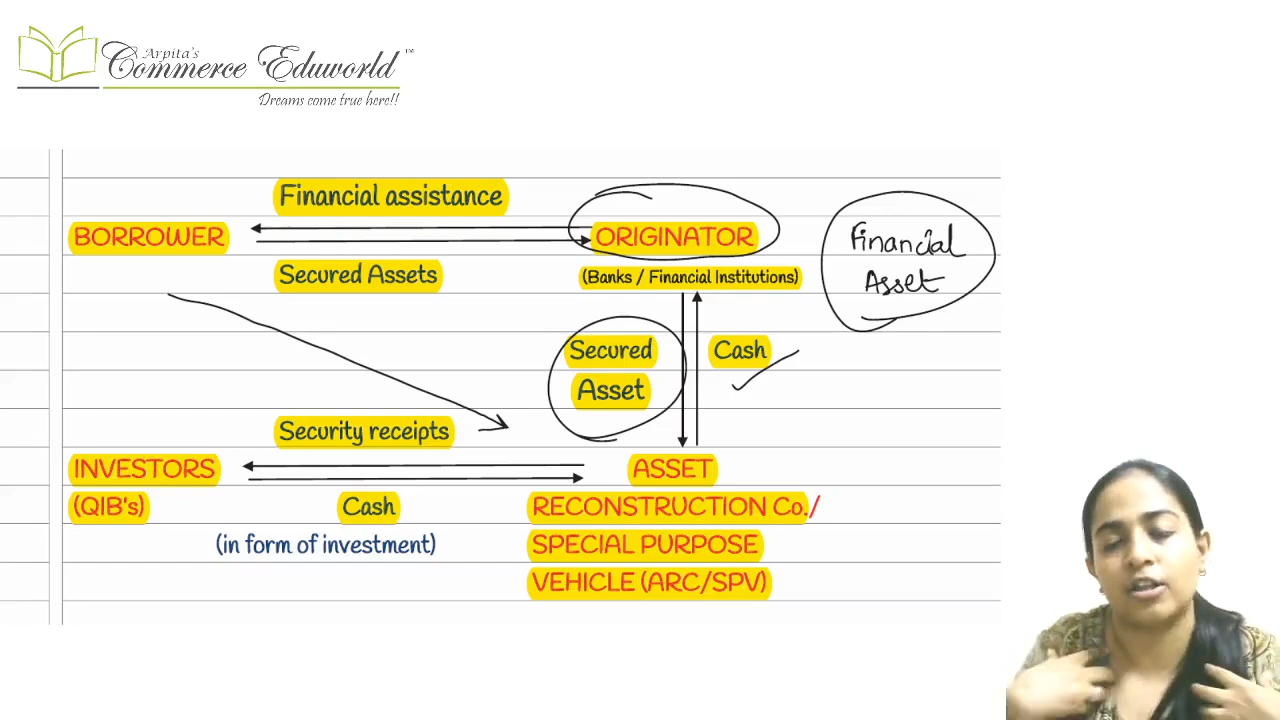 Arpita's
Commerce Eduworld™
Dreams come true here!!
Financial assistance
BORROWER
ORIGINATOR
Secured Assets
(Banks / Financial Institutions)
Financial
Asset
Secured
Asset
Cash
Security receipts
INVESTORS
(QIB's)
Cash
(in form of investment)
ASSET
RECONSTRUCTION Co./
SPECIAL PURPOSE
VEHICLE (ARC/SPV)